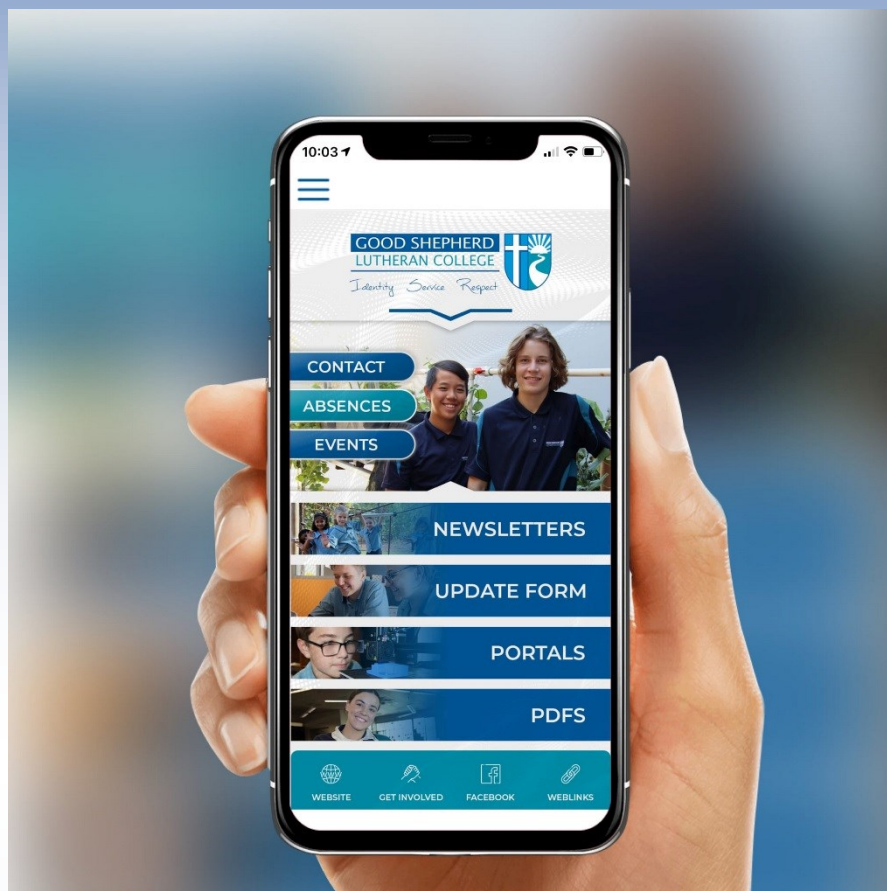 10:03
GOOD SHEPHERD
LUTHERAN COLLEGE
Identity Service Respect
CONTACT
ABSENCES
EVENTS
NEWSLETTERS
UPDATE FORM
PORTALS
PDFS
WEBSITE GET INVOLVED FACEBOOK WEBLINKS